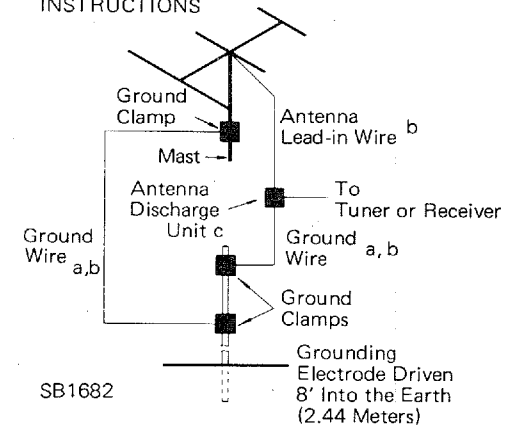 INSTRUCTIONS
Ground
Clamp
Antenna
Lead-in Wire b
Mast
Antenna
Discharge
Unit c
To
Tuner or Receiver
Ground
Wire a,b
Ground
Wire a, b
Ground
Clamps
Grounding
Electrode Driven
8' Into the Earth
(2.44 Meters)
SB1682